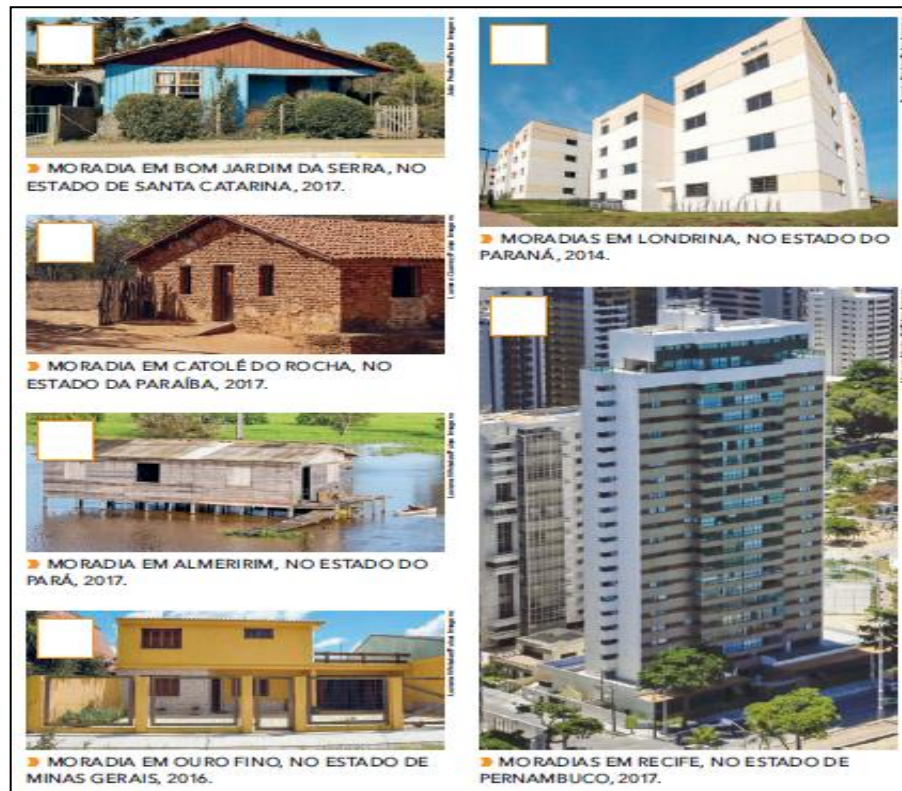 MORADIA EM BOM JARDIM DA SERRA, NO
ESTADO DE SANTA CATARINA, 2017.
MORADIA EM CATOLÉ DO ROCHA, NO
ESTADO DA PARAÍBA, 2017.
MORADIA EM ALMERIRIM, NO ESTADO DO
PARÁ, 2017.
MORADIA EM OURO FINO, NO ESTADO DE
MINAS GERAIS, 2016.
MORADIAS EM LONDRINA, NO ESTADO DO
PARANÁ, 2014.
MORADIAS EM RECIFE, NO ESTADO DE
PERNAMBUCO, 2017.